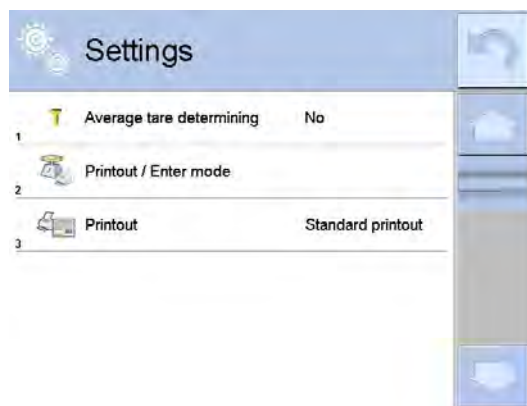 Settings
Average tare determining No
1
Printout / Enter mode
2
Printout Standard printout
3